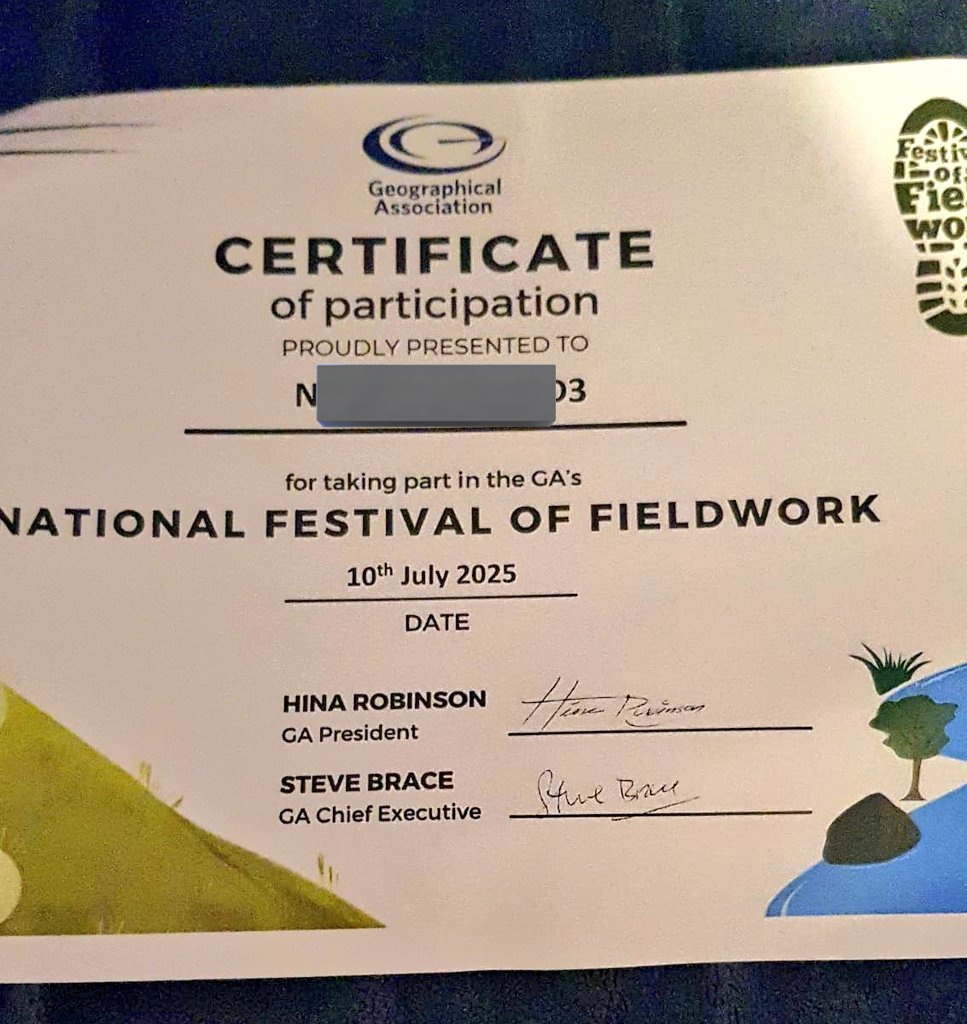 Geographical
Association
CERTIFICATE
of participation
PROUDLY PRESENTED TO
for taking part in the GA's
NATIONAL FESTIVAL OF FIELDWORK
10th July 2025
DATE
HINA ROBINSON
Hina Robinson
GA President
STEVE BRACE
Steve Brace
GA Chief Executive